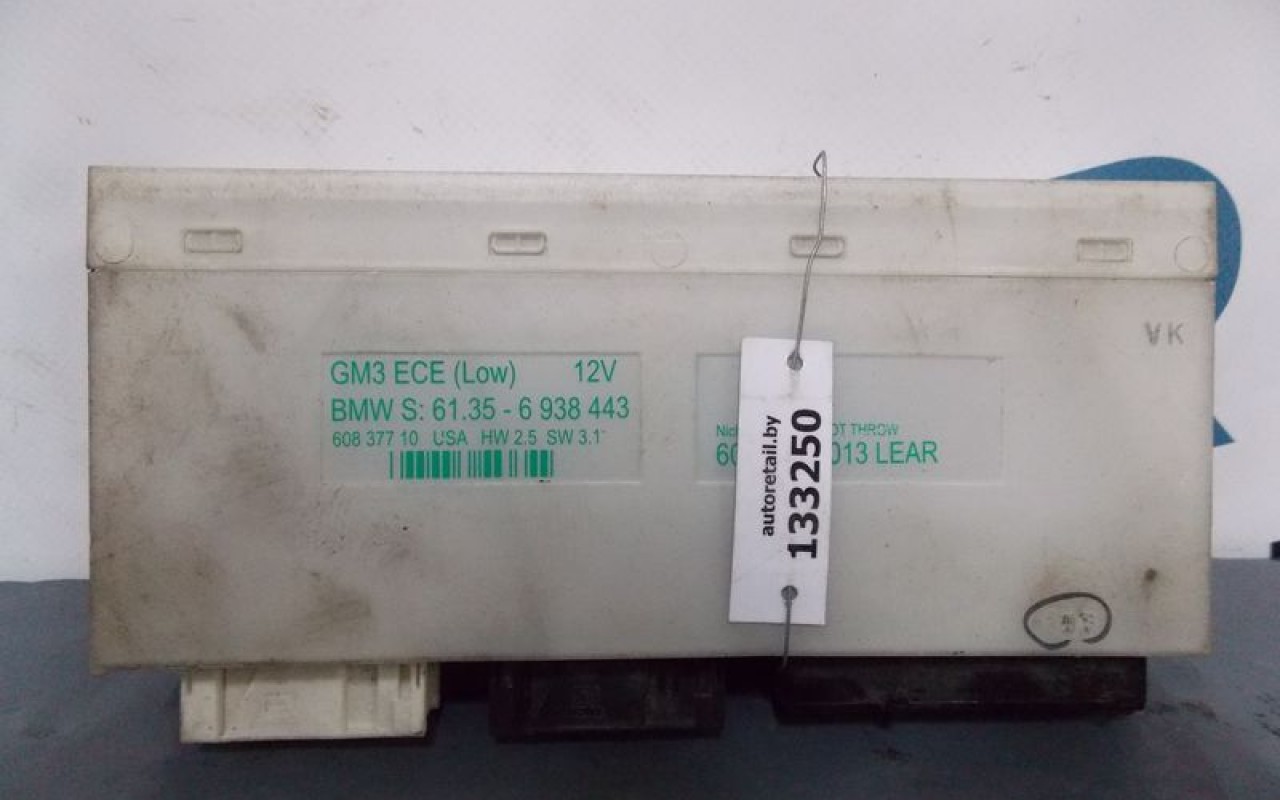 GM3 ECE (Low) 12V
BMW S: 61.35 - 6 938 443
608 377 10 USA HW 2.5 SW 3.1
THROW
013 LEAR
autoretail.by
133250
VK